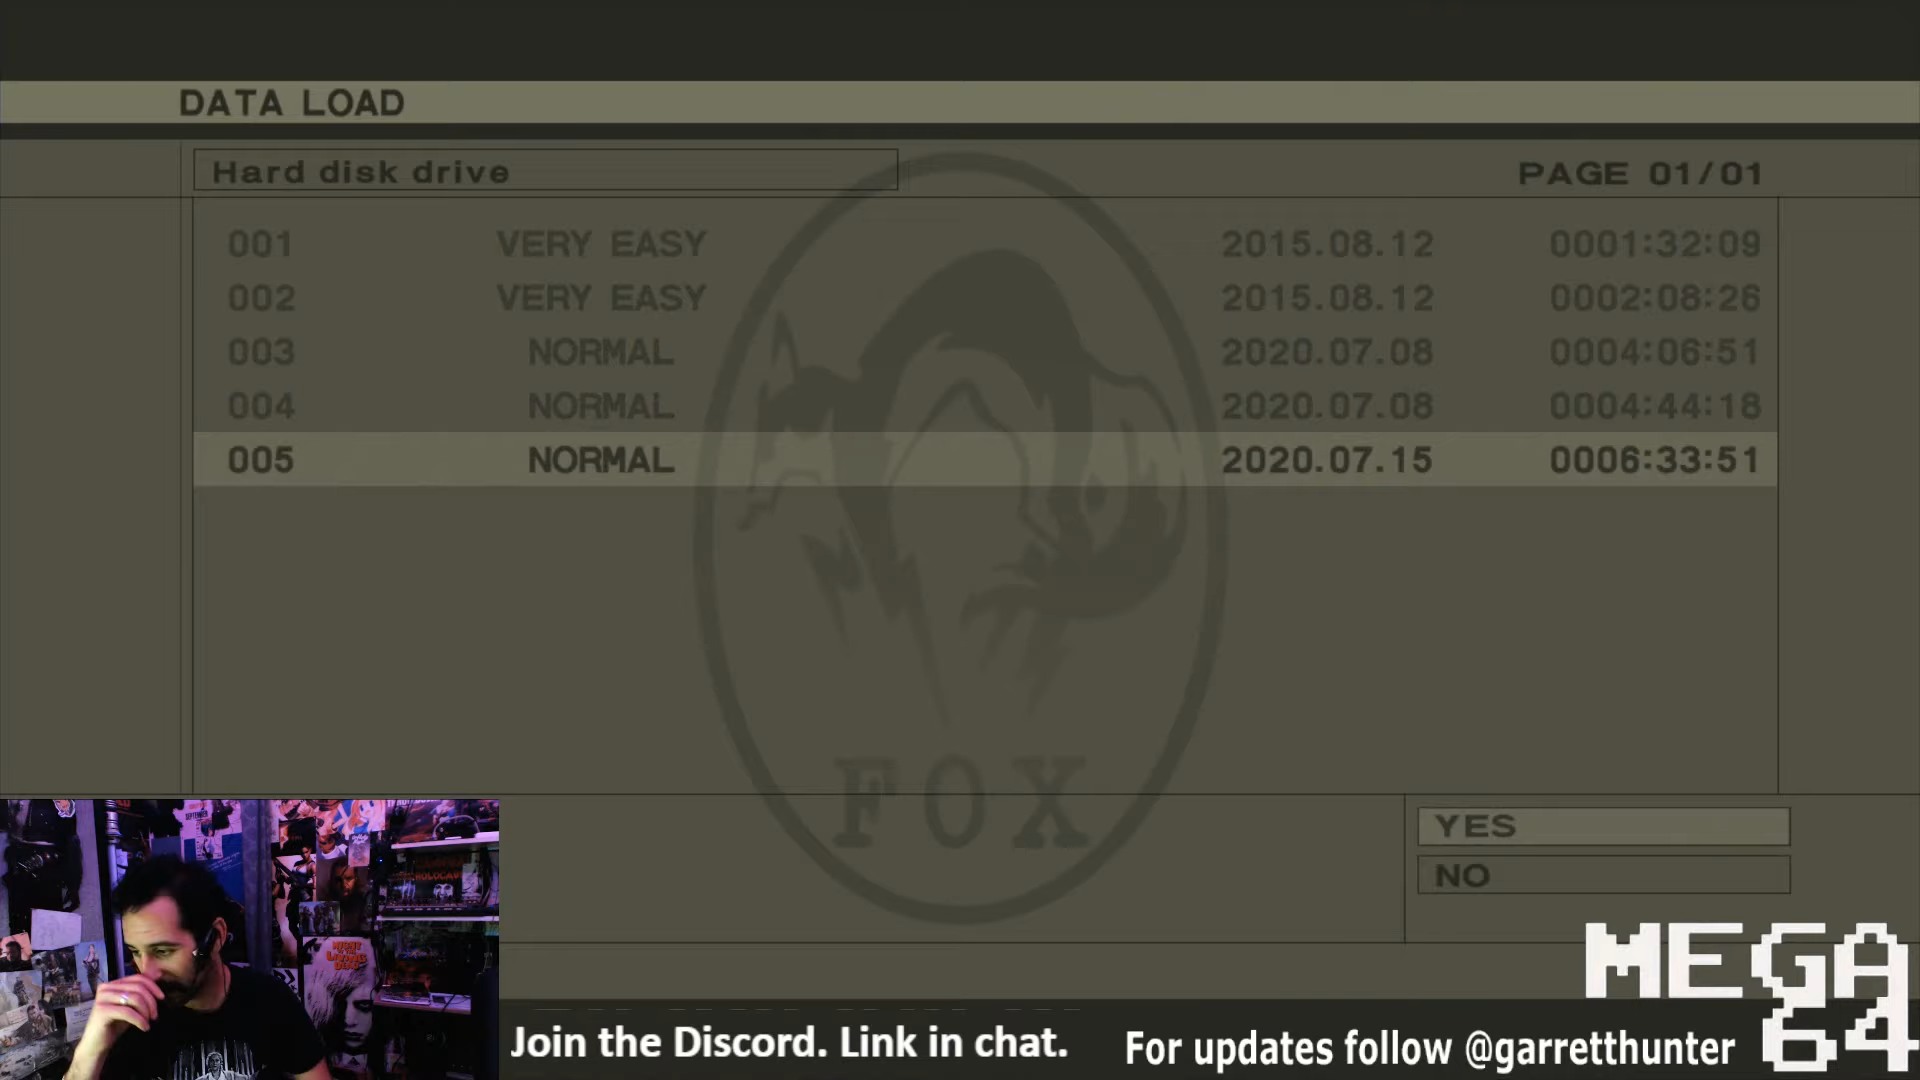 DATA LOAD
Hard disk drive
PAGE 01/01
001 VERY EASY 2015.08.12 0001:32:09
002 VERY EASY 2015.08.12 0002:08:26
003 NORMAL 2020.07.08 0004:06:51
004 NORMAL 2020.07.08 0004:44:18
005 NORMAL 2020.07.15 0006:33:51
FOX
YES
NO
MEGA
64
Join the Discord. Link in chat.
For updates follow @garretthunter